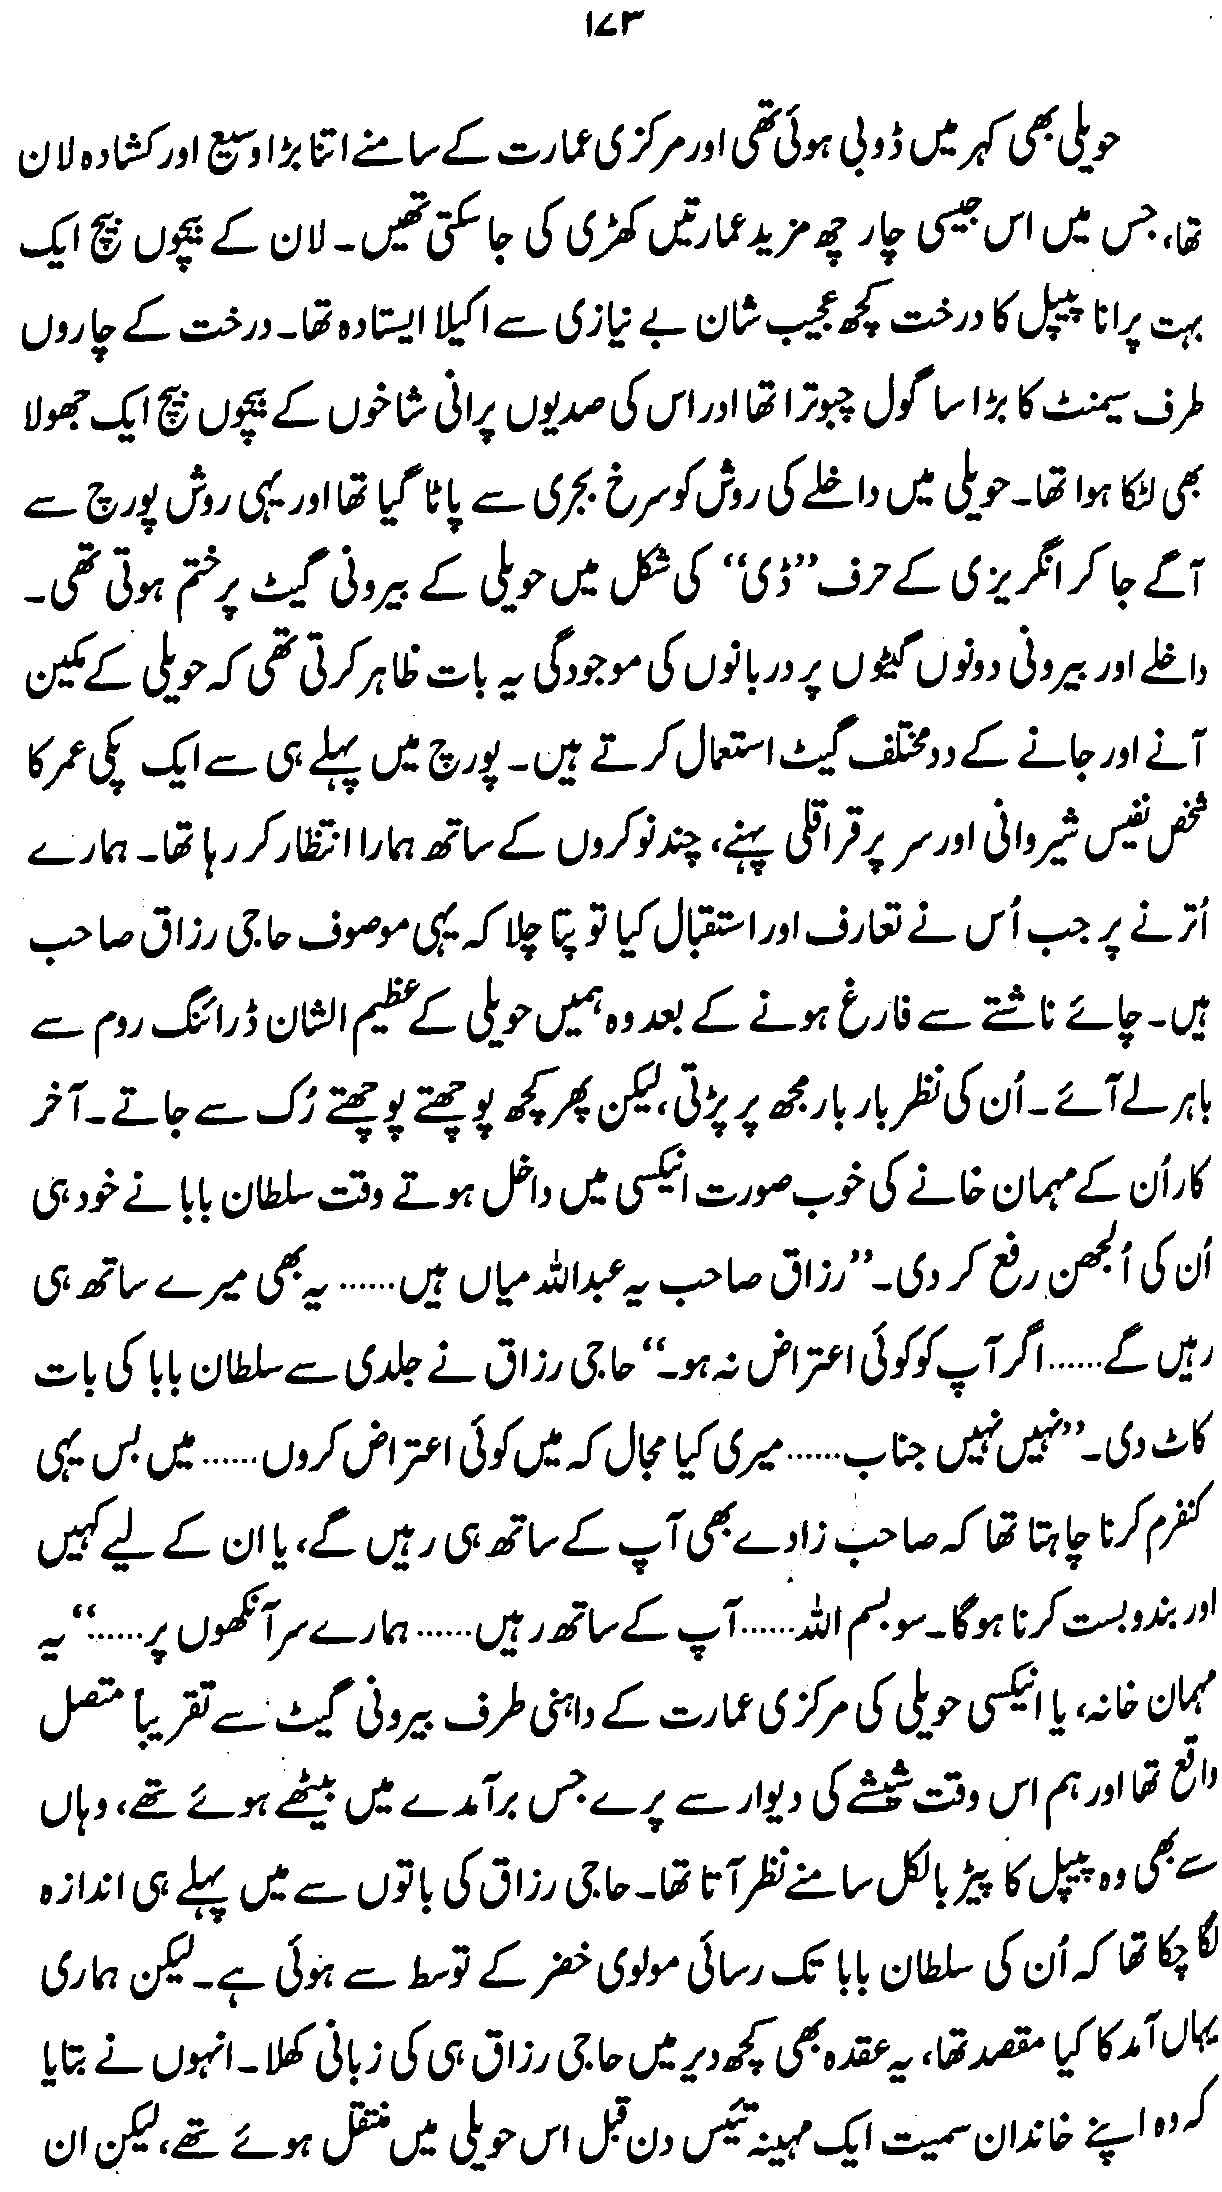 ۱۷۳
حویلی بھی کہر میں ڈوبی ہوئی تھی اور مرکزی عمارت کے سامنے اتنا بڑا وسیع اور کشادہ لان
تھا، جس میں اس جیسی چار چھ مزید عمارتیں کھڑی کی جا سکتی تھیں۔ لان کے بیچوں بیچ ایک
بہت پرانا پیپل کا درخت کچھ عجیب شان بے نیازی سے اکیلا ایستادہ تھا۔ درخت کے چاروں
طرف سیمنٹ کا بڑا سا گول چبوترا تھا اور اس کی صدیوں پرانی شاخوں کے بیچوں بیچ ایک جھولا
بھی لٹکا ہوا تھا۔ حویلی میں داخلے کی روش کو سرخ بجری سے پاٹا گیا تھا اور یہی روش پورچ سے
آگے جا کر انگریزی کے حرف ”ڈی“ کی شکل میں حویلی کے بیرونی گیٹ پر ختم ہوتی تھی۔
داخلے اور بیرونی دونوں گیٹوں پر دربانوں کی موجودگی یہ بات ظاہر کرتی تھی کہ حویلی کے مکین
آنے اور جانے کے دو مختلف گیٹ استعمال کرتے ہیں۔ پورچ میں پہلے ہی سے ایک پکی عمر کا
شخص نفیس شیروانی اور سر پر قراقلی پہنے، چند نوکروں کے ساتھ ہمارا انتظار کر رہا تھا۔ ہمارے
اُترنے پر جب اُس نے تعارف اور استقبال کیا تو پتا چلا کہ یہی موصوف حاجی رزاق صاحب
ہیں۔ چائے ناشتے سے فارغ ہونے کے بعد وہ ہمیں حویلی کے عظیم الشان ڈرائنگ روم سے
باہر لے آئے۔ اُن کی نظر بار بار مجھ پر پڑتی، لیکن پھر کچھ پوچھتے پوچھتے رُک سے جاتے۔ آخر
کار اُن کے مہمان خانے کی خوب صورت انیکسی میں داخل ہوتے وقت سلطان بابا نے خود ہی
اُن کی اُلجھن رفع کر دی۔ ”رزاق صاحب یہ عبداللہ میاں ہیں...... یہ بھی میرے ساتھ ہی
رہیں گے...... اگر آپ کو کوئی اعتراض نہ ہو۔“ حاجی رزاق نے جلدی سے سلطان بابا کی بات
کاٹ دی۔ ”نہیں نہیں جناب...... میری کیا مجال کہ میں کوئی اعتراض کروں...... میں بس یہی
کنفرم کرنا چاہتا تھا کہ صاحب زادے بھی آپ کے ساتھ ہی رہیں گے، یا ان کے لیے کہیں
اور بندوبست کرنا ہوگا۔ سو بسم اللہ...... آپ کے ساتھ رہیں...... ہمارے سر آنکھوں پر......“ یہ
مہمان خانہ، یا انیکسی حویلی کی مرکزی عمارت کے داہنی طرف بیرونی گیٹ سے تقریباً متصل
واقع تھا اور ہم اس وقت شیشے کی دیوار سے پرے جس برآمدے میں بیٹھے ہوئے تھے، وہاں
سے بھی وہ پیپل کا پیڑ بالکل سامنے نظر آتا تھا۔ حاجی رزاق کی باتوں سے میں پہلے ہی اندازہ
لگا چکا تھا کہ اُن کی سلطان بابا تک رسائی مولوی خضر کے توسط سے ہوئی ہے۔ لیکن ہماری
یہاں آمد کا کیا مقصد تھا، یہ عقدہ بھی کچھ دیر میں حاجی رزاق ہی کی زبانی کھلا۔ انہوں نے بتایا
کہ وہ اپنے خاندان سمیت ایک مہینہ تئیس دن قبل اس حویلی میں منتقل ہوئے تھے، لیکن ان